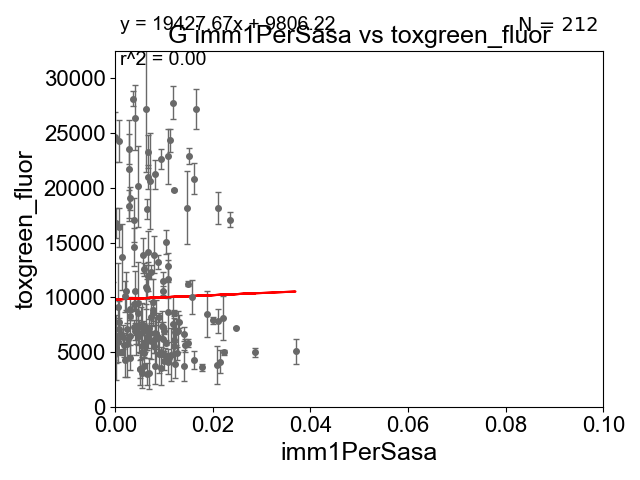 y = 19427.67x + 9806.22
N = 212
G imm1PerSasa vs toxgreen_fluor
r^2 = 0.00
30000
25000
20000
15000
10000
5000
0
toxgreen_fluor
0.00
0.02
0.04
0.06
0.08
0.10
imm1PerSasa